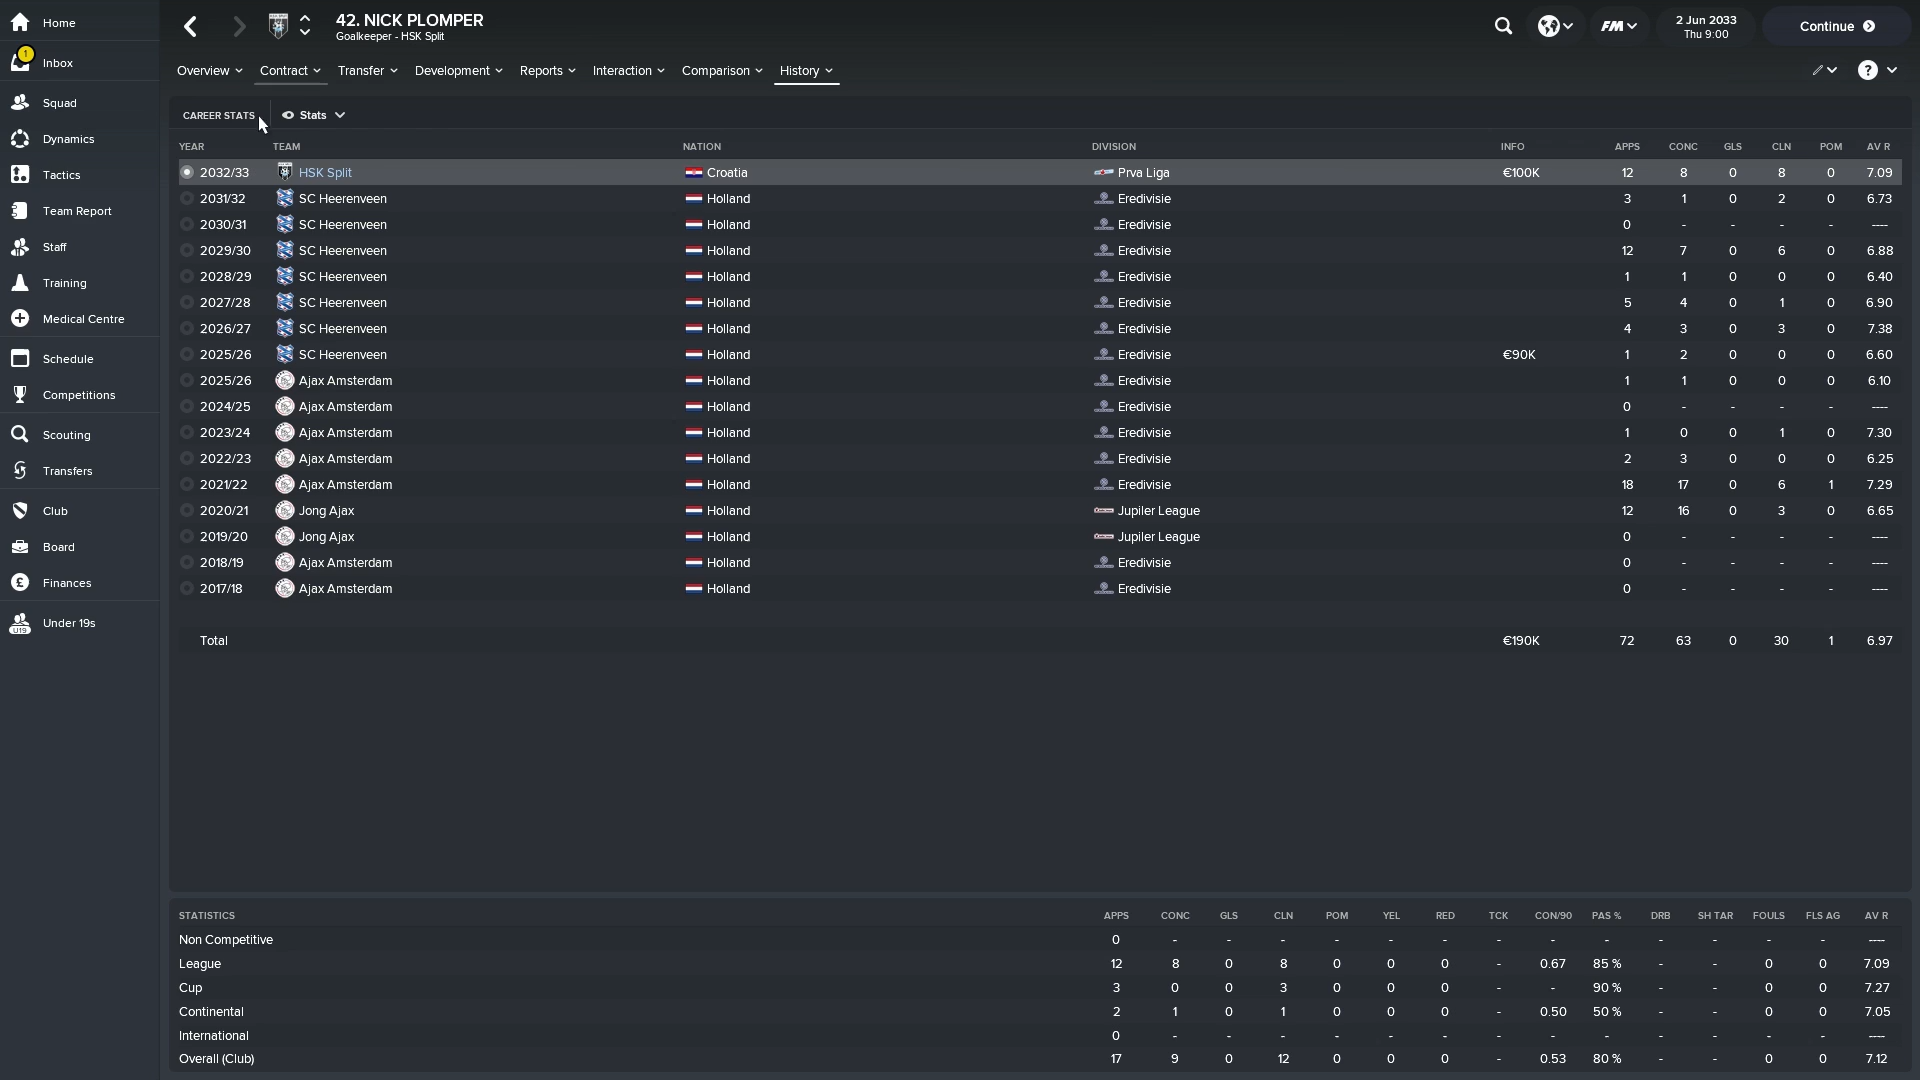 Home
Inbox
1
Squad
Dynamics
Tactics
Team Report
Staff
Training
Medical Centre
Schedule
Competitions
Scouting
Transfers
Club
Board
Finances
U19
Under 19s
42. NICK PLOMPER
Goalkeeper - HSK Split
FM
2 Jun 2033
Thu 9:00
Continue
Overview Contract Transfer Development Reports Interaction Comparison History
?
CAREER STATS Stats
YEAR TEAM NATION DIVISION INFO APPS CONC GLS CLN POM AV R
2032/33 HSK Split Croatia Prva Liga €100K 12 8 0 8 0 7.09
2031/32 SC Heerenveen Holland Eredivisie 3 1 0 2 0 6.73
2030/31 SC Heerenveen Holland Eredivisie 0 - - - - ----
2029/30 SC Heerenveen Holland Eredivisie 12 7 0 6 0 6.88
2028/29 SC Heerenveen Holland Eredivisie 1 1 0 0 0 6.40
2027/28 SC Heerenveen Holland Eredivisie 5 4 0 1 0 6.90
2026/27 SC Heerenveen Holland Eredivisie 4 3 0 3 0 7.38
2025/26 SC Heerenveen Holland Eredivisie €90K 1 2 0 0 0 6.60
2025/26 Ajax Amsterdam Holland Eredivisie 1 1 0 0 0 6.10
2024/25 Ajax Amsterdam Holland Eredivisie 0 - - - - ----
2023/24 Ajax Amsterdam Holland Eredivisie 1 0 0 1 0 7.30
2022/23 Ajax Amsterdam Holland Eredivisie 2 3 0 0 0 6.25
2021/22 Ajax Amsterdam Holland Eredivisie 18 17 0 6 1 7.29
2020/21 Jong Ajax Holland Jupiler League 12 16 0 3 0 6.65
2019/20 Jong Ajax Holland Jupiler League 0 - - - - ----
2018/19 Ajax Amsterdam Holland Eredivisie 0 - - - - ----
2017/18 Ajax Amsterdam Holland Eredivisie 0 - - - - ----
Total €190K 72 63 0 30 1 6.97
STATISTICS APPS CONC GLS CLN POM YEL RED TCK CON/90 PAS % DRB SH TAR FOULS FLS AG AV R
Non Competitive 0 - - - - - - - - - - - - - ----
League 12 8 0 8 0 0 0 - 0.67 85 % - - 0 0 7.09
Cup 3 0 0 3 0 0 0 - - 90 % - - 0 0 7.27
Continental 2 1 0 1 0 0 0 - 0.50 50 % - - 0 0 7.05
International 0 - - - - - - - - - - - - - ----
Overall (Club) 17 9 0 12 0 0 0 - 0.53 80 % - - 0 0 7.12